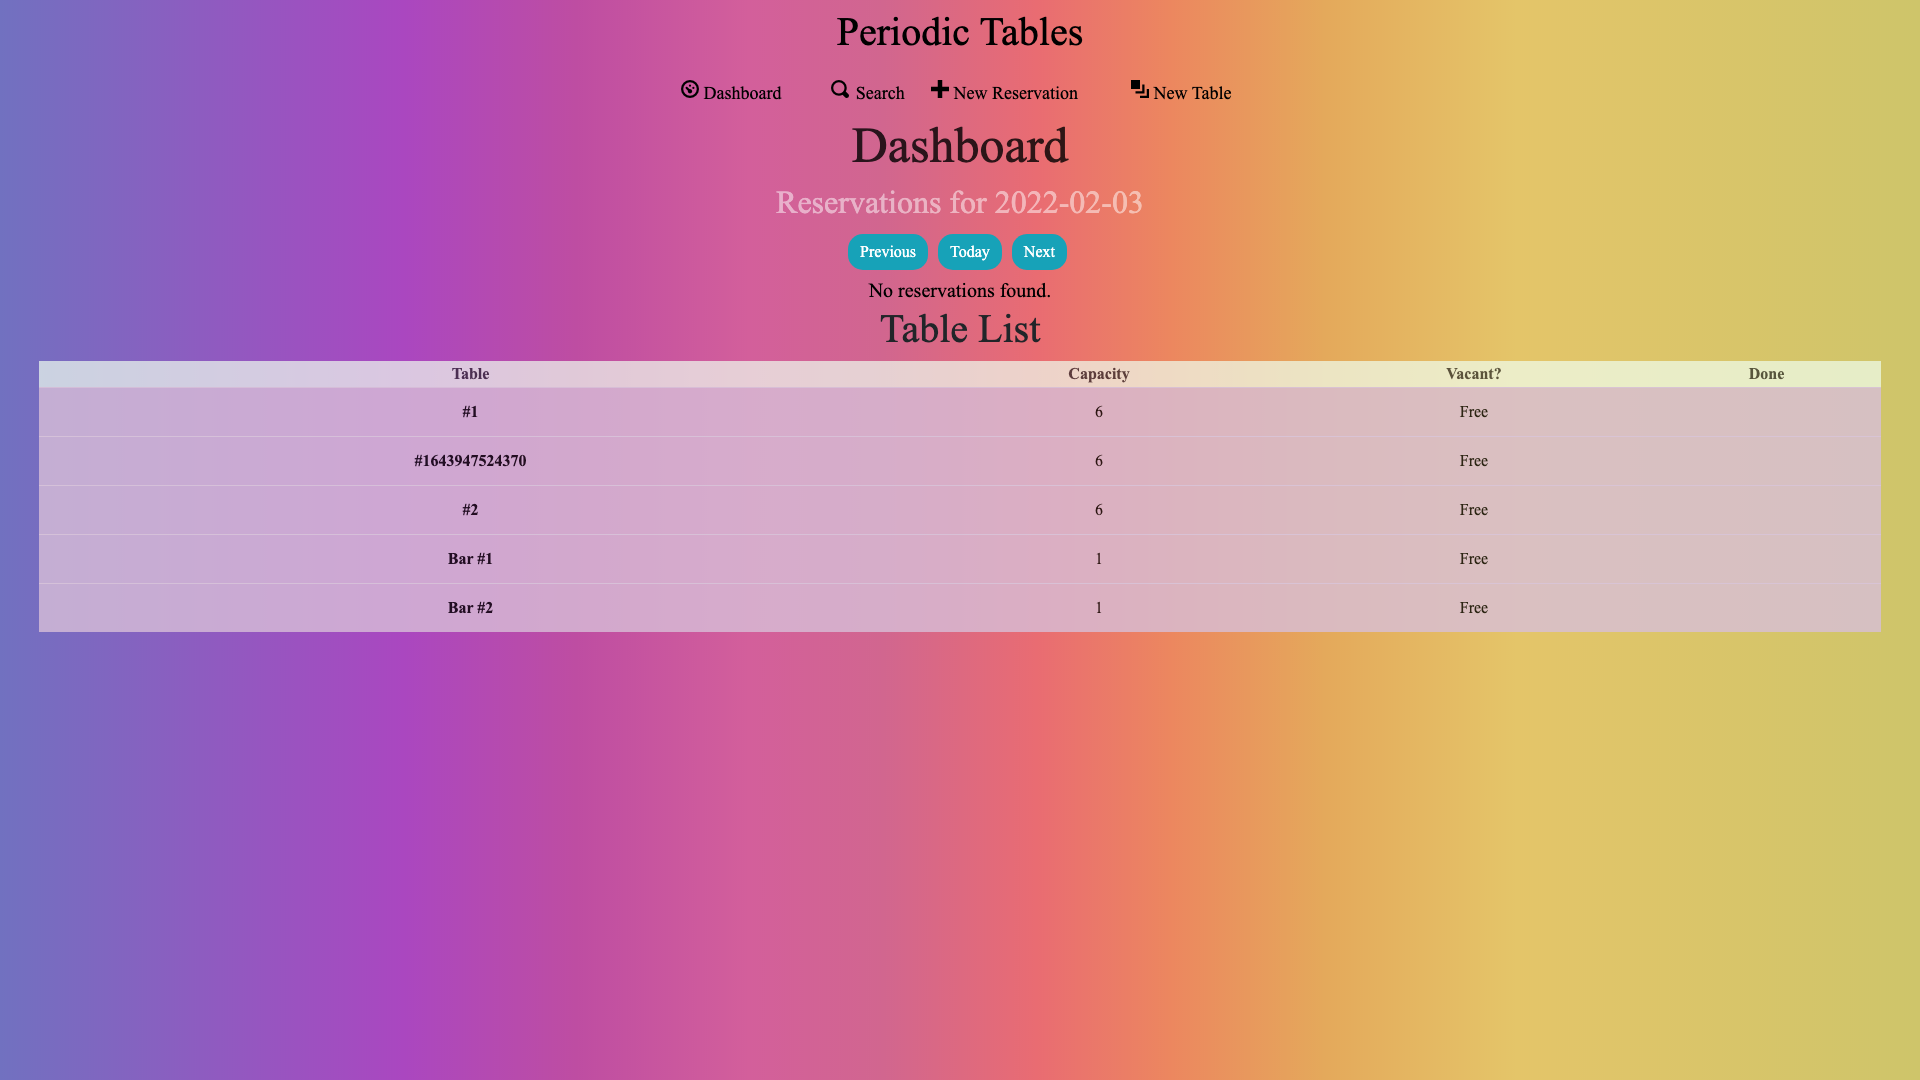 Periodic Tables
Dashboard Search New Reservation New Table
Dashboard
Reservations for 2022-02-03
Previous Today Next
No reservations found.
Table List
Table Capacity Vacant? Done
#1 6 Free
#1643947524370 6 Free
#2 6 Free
Bar #1 1 Free
Bar #2 1 Free